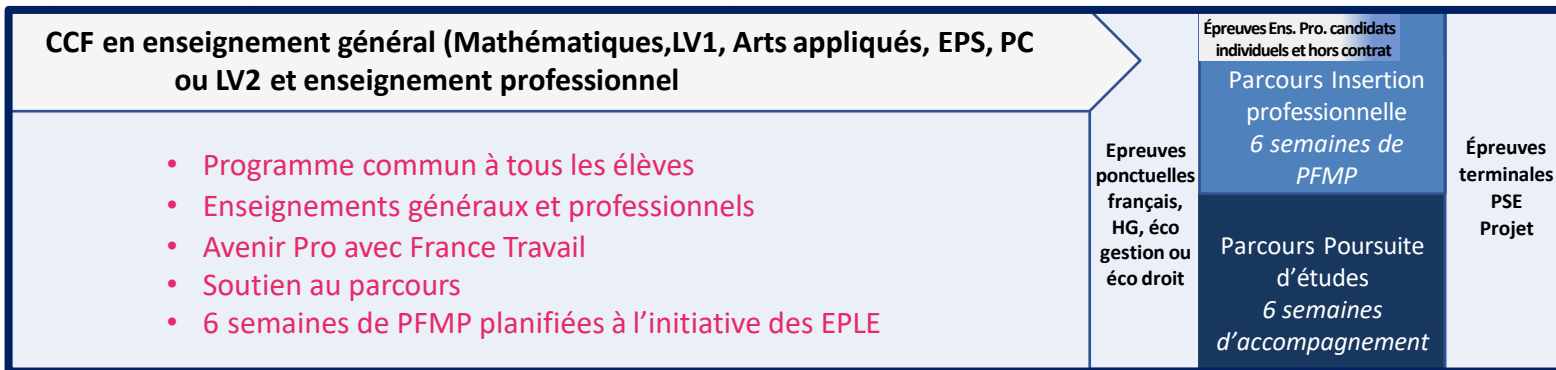 CCF en enseignement général (Mathématiques,LV1, Arts appliqués, EPS, PC
ou LV2 et enseignement professionnel
• Programme commun à tous les élèves
• Enseignements généraux et professionnels
• Avenir Pro avec France Travail
• Soutien au parcours
• 6 semaines de PFMP planifiées à l’initiative des EPLE
Epreuves
ponctuelles
français,
HG, éco
gestion ou
éco droit
Épreuves Ens. Pro. candidats
individuels et hors contrat
Parcours Insertion
professionnelle
6 semaines de
PFMP
Parcours Poursuite
d’études
6 semaines
d’accompagnement
Épreuves
terminales
PSE
Projet